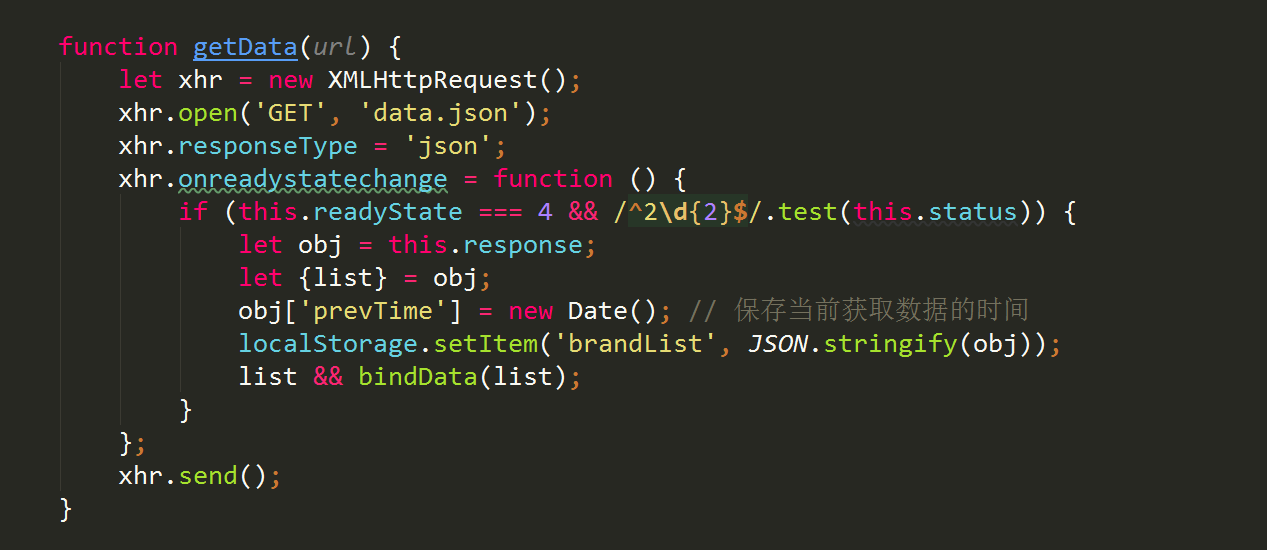 function getData(url) {
let xhr = new XMLHttpRequest();
xhr.open('GET', 'data.json');
xhr.responseType = 'json';
xhr.onreadystatechange = function () {
if (this.readyState === 4 && /^2\d{2}$/.test(this.status)) {
let obj = this.response;
let {list} = obj;
obj['prevTime'] = new Date(); // 保存当前获取数据的时间
localStorage.setItem('brandList', JSON.stringify(obj));
list && bindData(list);
}
};
xhr.send();
}